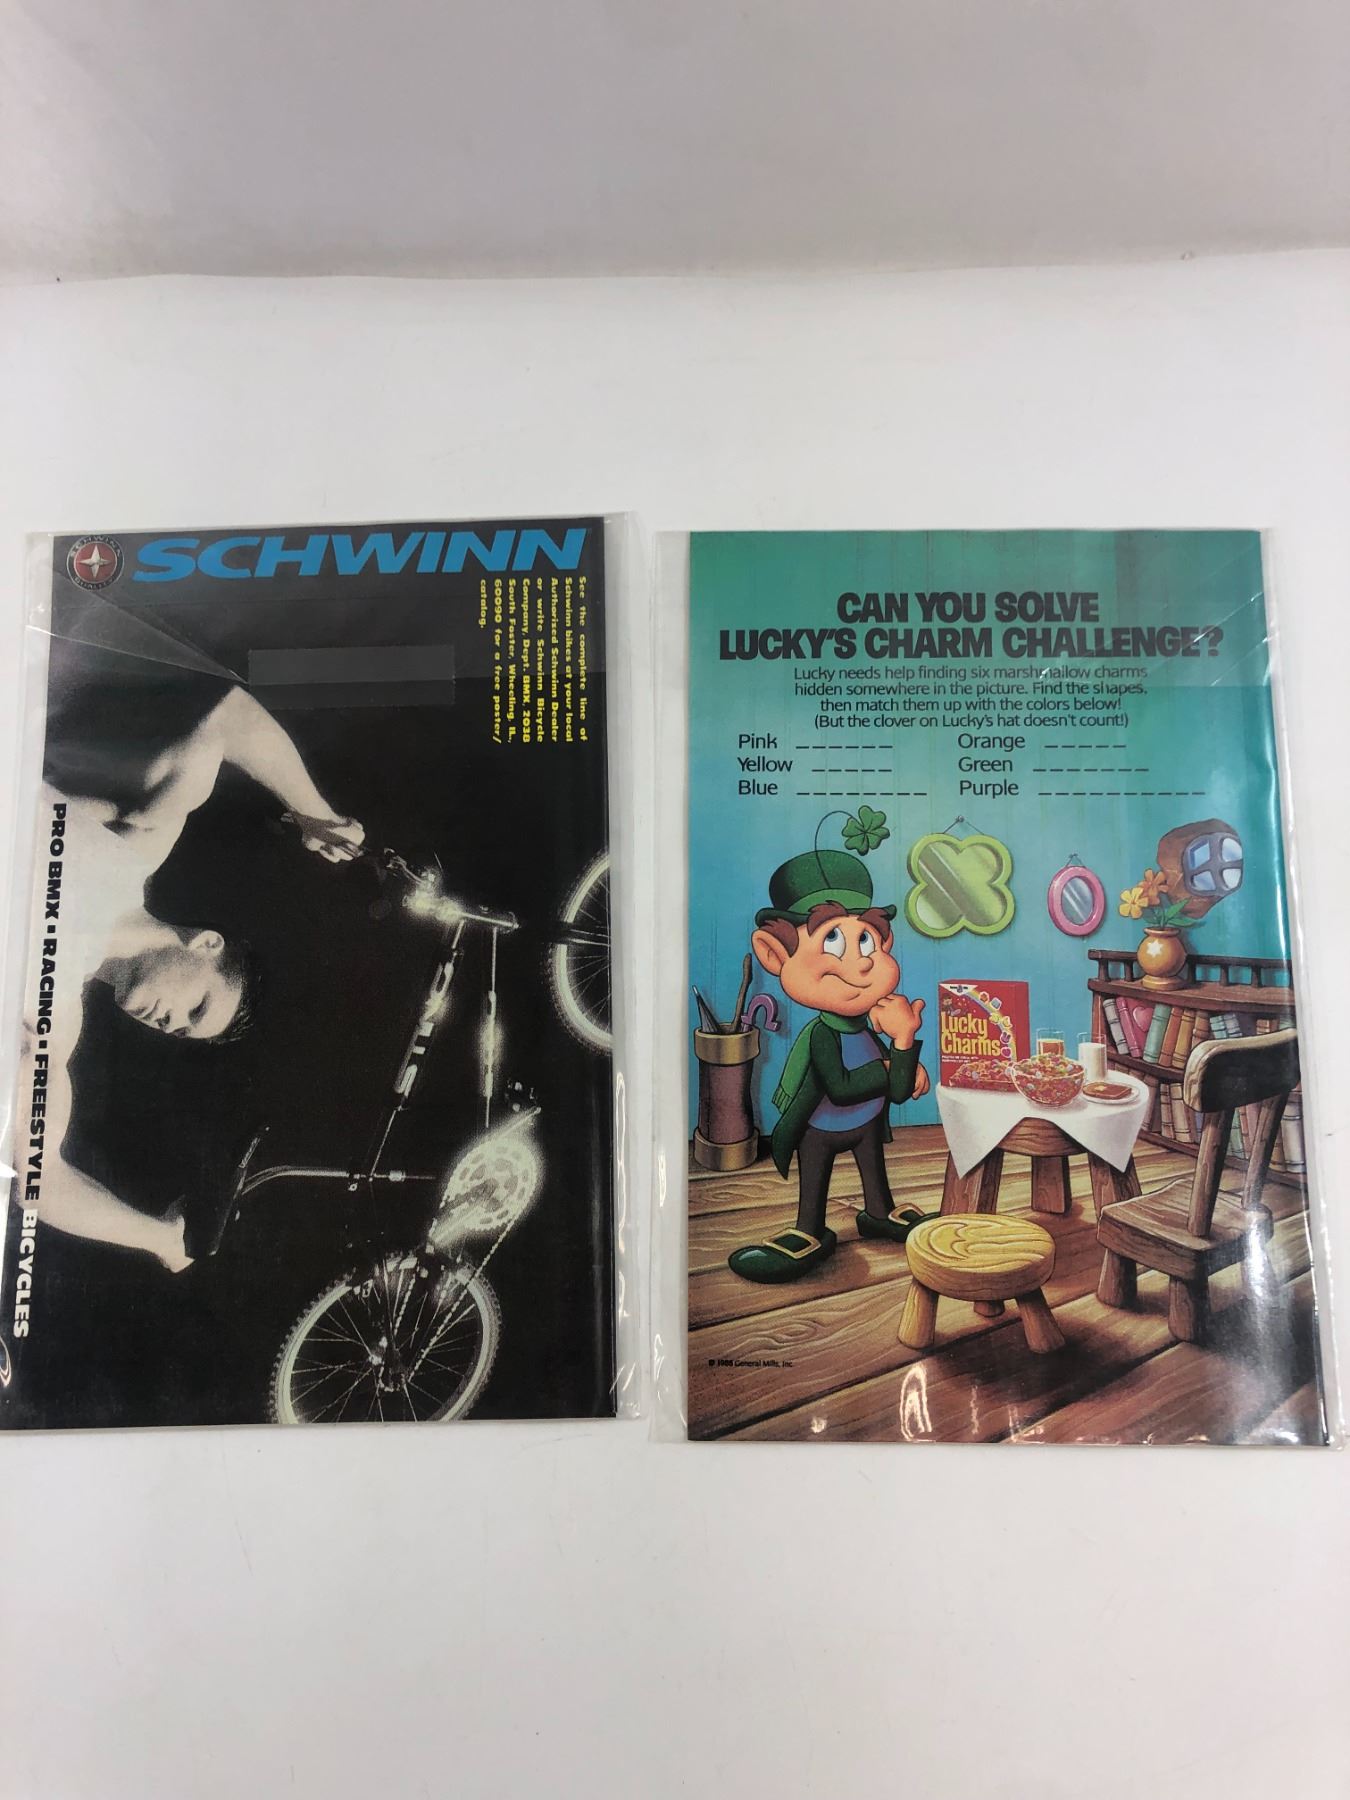 SCHWINN
SCHWINN
QUALITY
See the complete line of
Schwinn bikes at your local
Authorized Schwinn Dealer
or write Schwinn Bicycle
Company, Dept. BMX, 2038
South Foster, Wheeling, IL,
60090 for a free poster/
catalog.
PRO BMX ▪ RACING ▪ FREESTYLE BICYCLES
CAN YOU SOLVE
LUCKY'S CHARM CHALLENGE?
Lucky needs help finding six marshmallow charms
hidden somewhere in the picture. Find the shapes,
then match them up with the colors below!
(But the clover on Lucky's hat doesn't count!)
Pink _ _ _ _ _ _ Orange _ _ _ _ _
Yellow _ _ _ _ _ Green _ _ _ _ _ _ _
Blue _ _ _ _ _ _ _ _ Purple _ _ _ _ _ _ _ _ _ _
Lucky
Charms
General Mills, Inc.